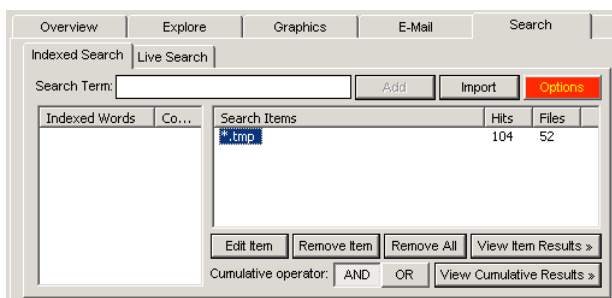 Overview Explore Graphics E-Mail Search
Indexed Search Live Search
Search Term: Add Import Options
Indexed Words Co... Search Items Hits Files
*.tmp 104 52
Edit Item Remove Item Remove All View Item Results »
Cumulative operator: AND OR View Cumulative Results »